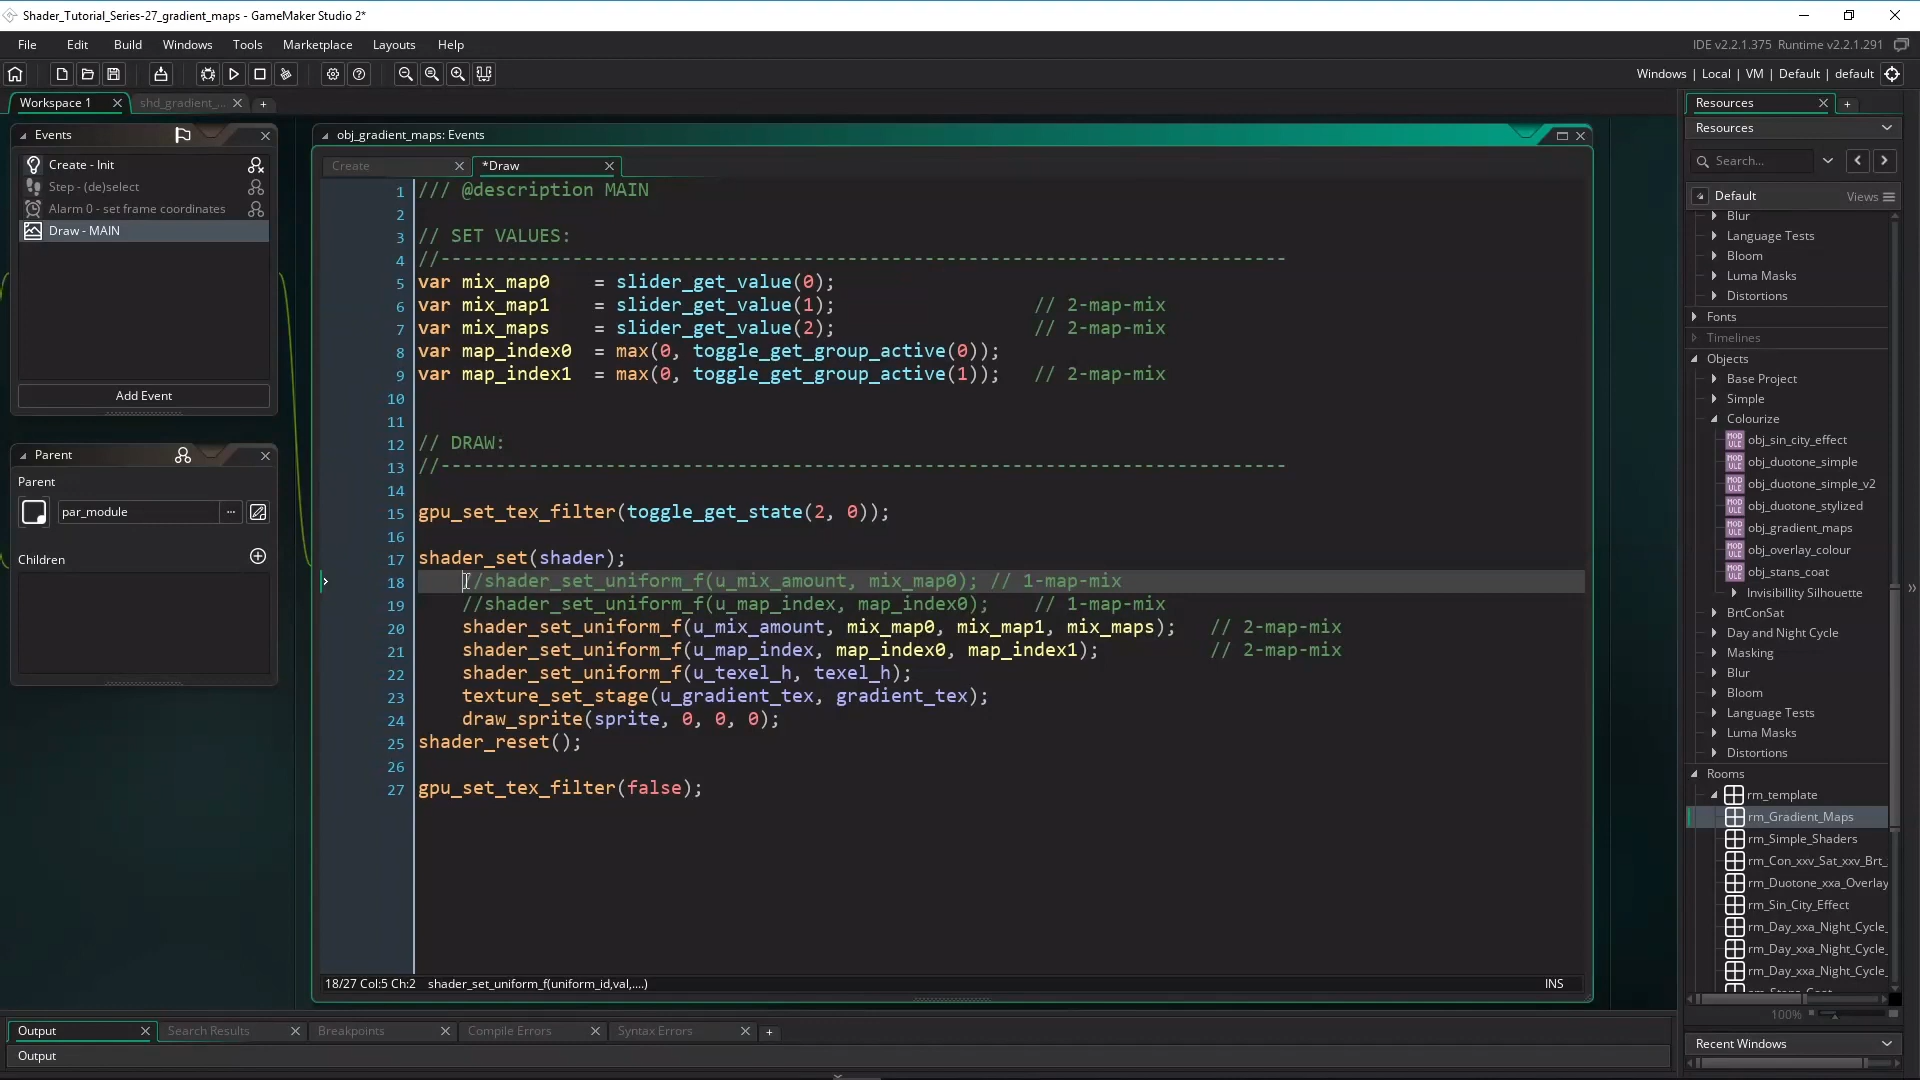 Shader_Tutorial_Series-27_gradient_maps - GameMaker Studio 2*
File Edit Build Windows Tools Marketplace Layouts Help
IDE v2.2.1.375 Runtime v2.2.1.291
Windows | Local | VM | Default | default
Workspace 1
shd_gradient_...
Events
Create - Init
Step - (de)select
Alarm 0 - set frame coordinates
Draw - MAIN
Add Event
Parent
Parent
par_module
...
Children
obj_gradient_maps: Events
Create
*Draw
1 /// @description MAIN
2
3 // SET VALUES:
4 //-----------------------------------------------------------------------------
5 var mix_map0    = slider_get_value(0);
6 var mix_map1    = slider_get_value(1);                  // 2-map-mix
7 var mix_maps    = slider_get_value(2);                  // 2-map-mix
8 var map_index0  = max(0, toggle_get_group_active(0));
9 var map_index1  = max(0, toggle_get_group_active(1));   // 2-map-mix
10
11
12 // DRAW:
13 //-----------------------------------------------------------------------------
14
15 gpu_set_tex_filter(toggle_get_state(2, 0));
16
17 shader_set(shader);
18     //shader_set_uniform_f(u_mix_amount, mix_map0); // 1-map-mix
19     //shader_set_uniform_f(u_map_index, map_index0);    // 1-map-mix
20     shader_set_uniform_f(u_mix_amount, mix_map0, mix_map1, mix_maps);   // 2-map-mix
21     shader_set_uniform_f(u_map_index, map_index0, map_index1);          // 2-map-mix
22     shader_set_uniform_f(u_texel_h, texel_h);
23     texture_set_stage(u_gradient_tex, gradient_tex);
24     draw_sprite(sprite, 0, 0, 0);
25 shader_reset();
26
27 gpu_set_tex_filter(false);
18/27 Col:5 Ch:2 shader_set_uniform_f(uniform_id,val,....)
INS
Resources
Resources
Search...
Default
Views
Blur
Language Tests
Bloom
Luma Masks
Distortions
Fonts
Timelines
Objects
Base Project
Simple
Colourize
obj_sin_city_effect
obj_duotone_simple
obj_duotone_simple_v2
obj_duotone_stylized
obj_gradient_maps
obj_overlay_colour
obj_stans_coat
Invisibillity Silhouette
BrtConSat
Day and Night Cycle
Masking
Blur
Bloom
Language Tests
Luma Masks
Distortions
Rooms
rm_template
rm_Gradient_Maps
rm_Simple_Shaders
rm_Con_xxv_Sat_xxv_Brt_
rm_Duotone_xxa_Overlay
rm_Sin_City_Effect
rm_Day_xxa_Night_Cycle_
rm_Day_xxa_Night_Cycle_
rm_Day_xxa_Night_Cycle_
100%
Recent Windows
Output
Search Results
Breakpoints
Compile Errors
Syntax Errors
Output